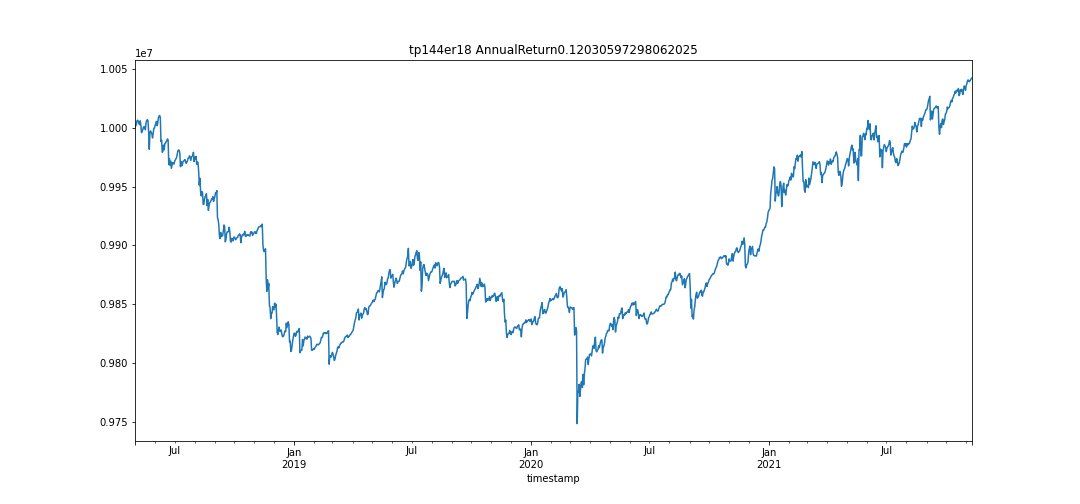 tp144er18 AnnualReturn0.12030597298062025
1e7
1.005
1.000
0.995
0.990
0.985
0.980
0.975
Jul
Jan
2019
Jul
Jan
2020
Jul
Jan
2021
Jul
timestamp